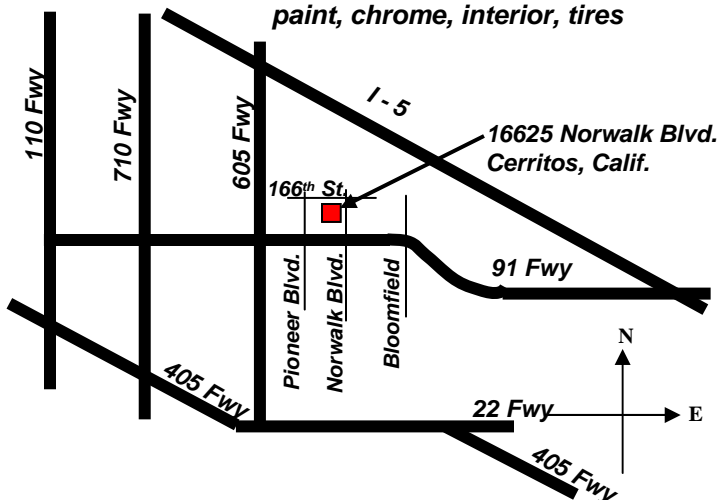 paint, chrome, interior, tires
110 Fwy
710 Fwy
605 Fwy
I - 5
16625 Norwalk Blvd.
Cerritos, Calif.
166th St.
Pioneer Blvd.
Norwalk Blvd.
Bloomfield
91 Fwy
N
E
405 Fwy
22 Fwy
405 Fwy